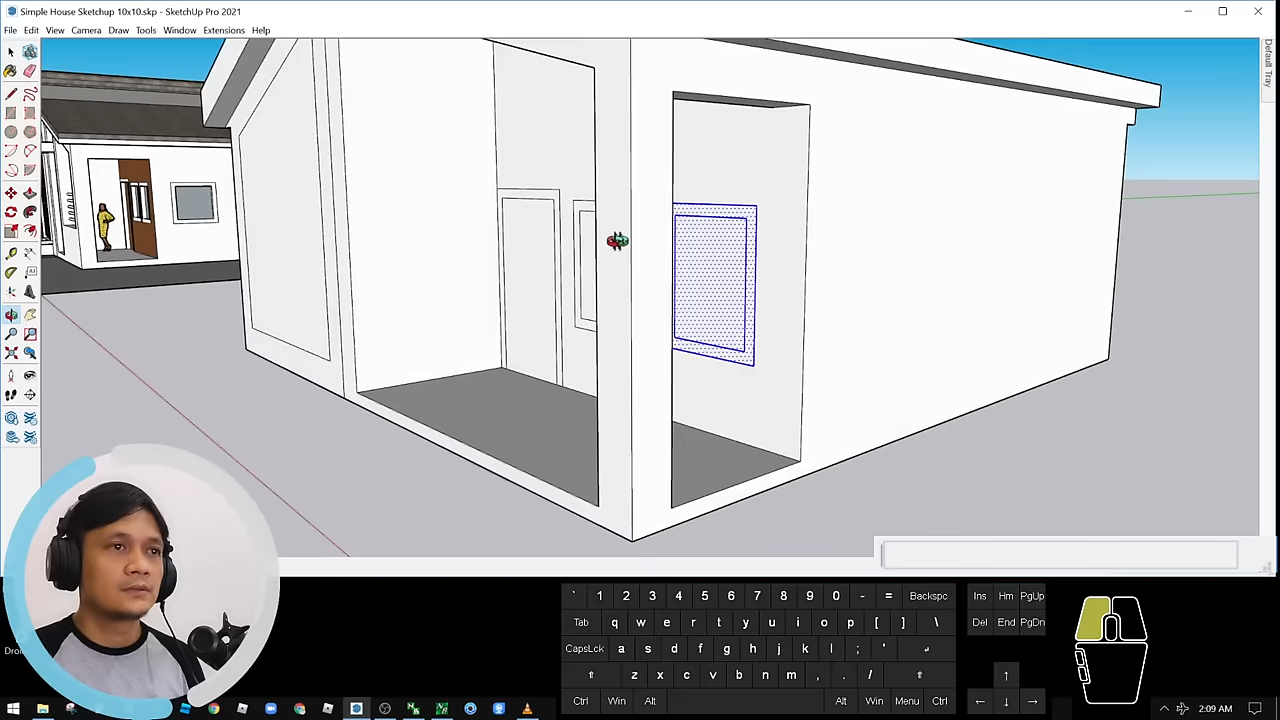 Simple House Sketchup 10x10.skp - SketchUp Pro 2021
File Edit View Camera Draw Tools Window Extensions Help
Default Tray
` 1 2 3 4 5 6 7 8 9 0 - = Backspc
Tab q w e r t y u i o p [ ] \
CapsLck a s d f g h j k l ; '
z x c v b n m , . /
Ctrl Win Alt Alt Win Menu Ctrl
Ins Hm PgUp
Del End PgDn
2:09 AM